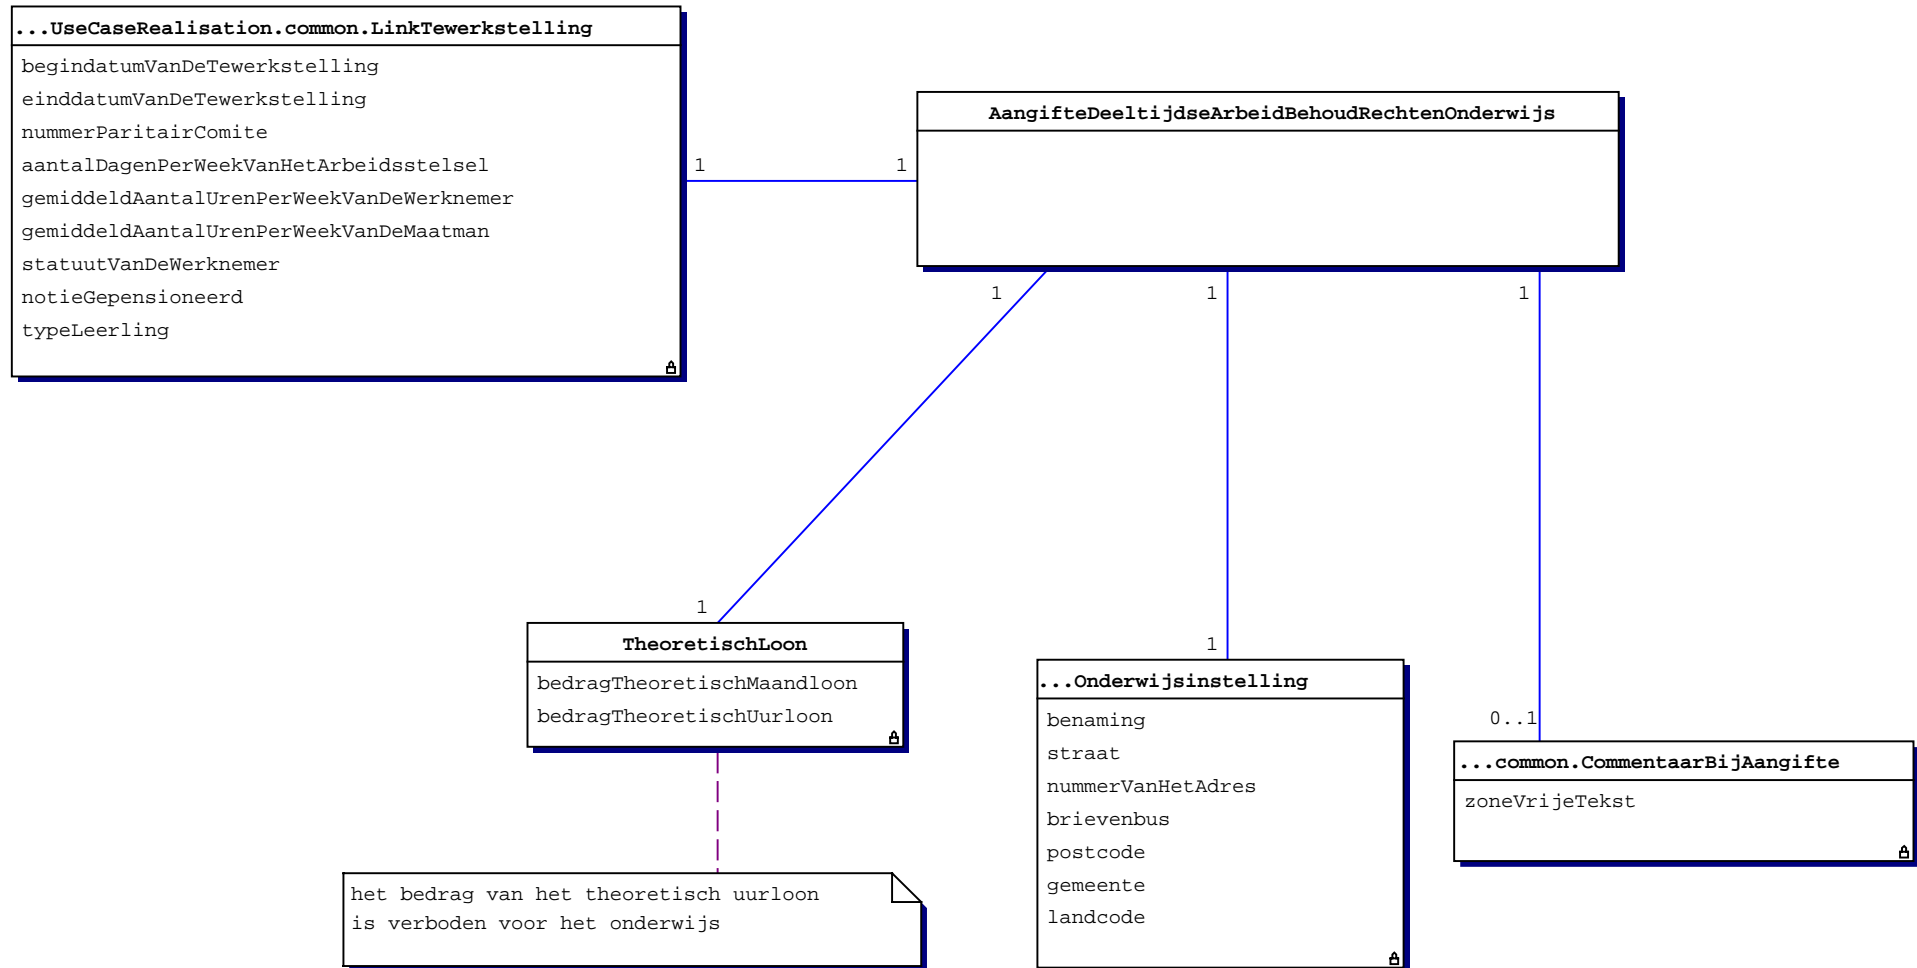 ...UseCaseRealisation.common.LinkTewerkstelling
begindatumVanDeTewerkstelling
einddatumVanDeTewerkstelling
nummerParitairComite
aantalDagenPerWeekVanHetArbeidsstelsel
gemiddeldAantalUrenPerWeekVanDeWerknemer
gemiddeldAantalUrenPerWeekVanDeMaatman
statuutVanDeWerknemer
notieGepensioneerd
typeLeerling
1
1
AangifteDeeltijdseArbeidBehoudRechtenOnderwijs
1
1
1
1
TheoretischLoon
bedragTheoretischMaandloon
bedragTheoretischUurloon
het bedrag van het theoretisch uurloon
is verboden voor het onderwijs
1
...Onderwijsinstelling
benaming
straat
nummerVanHetAdres
brievenbus
postcode
gemeente
landcode
0..1
...common.CommentaarBijAangifte
zoneVrijeTekst